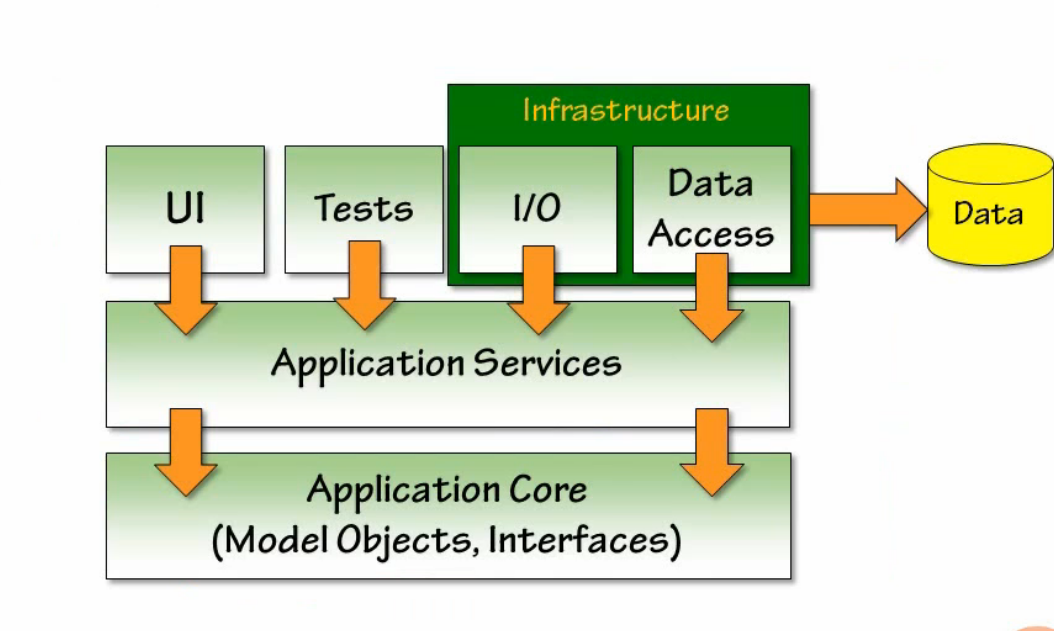 Infrastructure
UI
Tests
I/O
Data
Access
Data
Application Services
Application Core
(Model Objects, Interfaces)